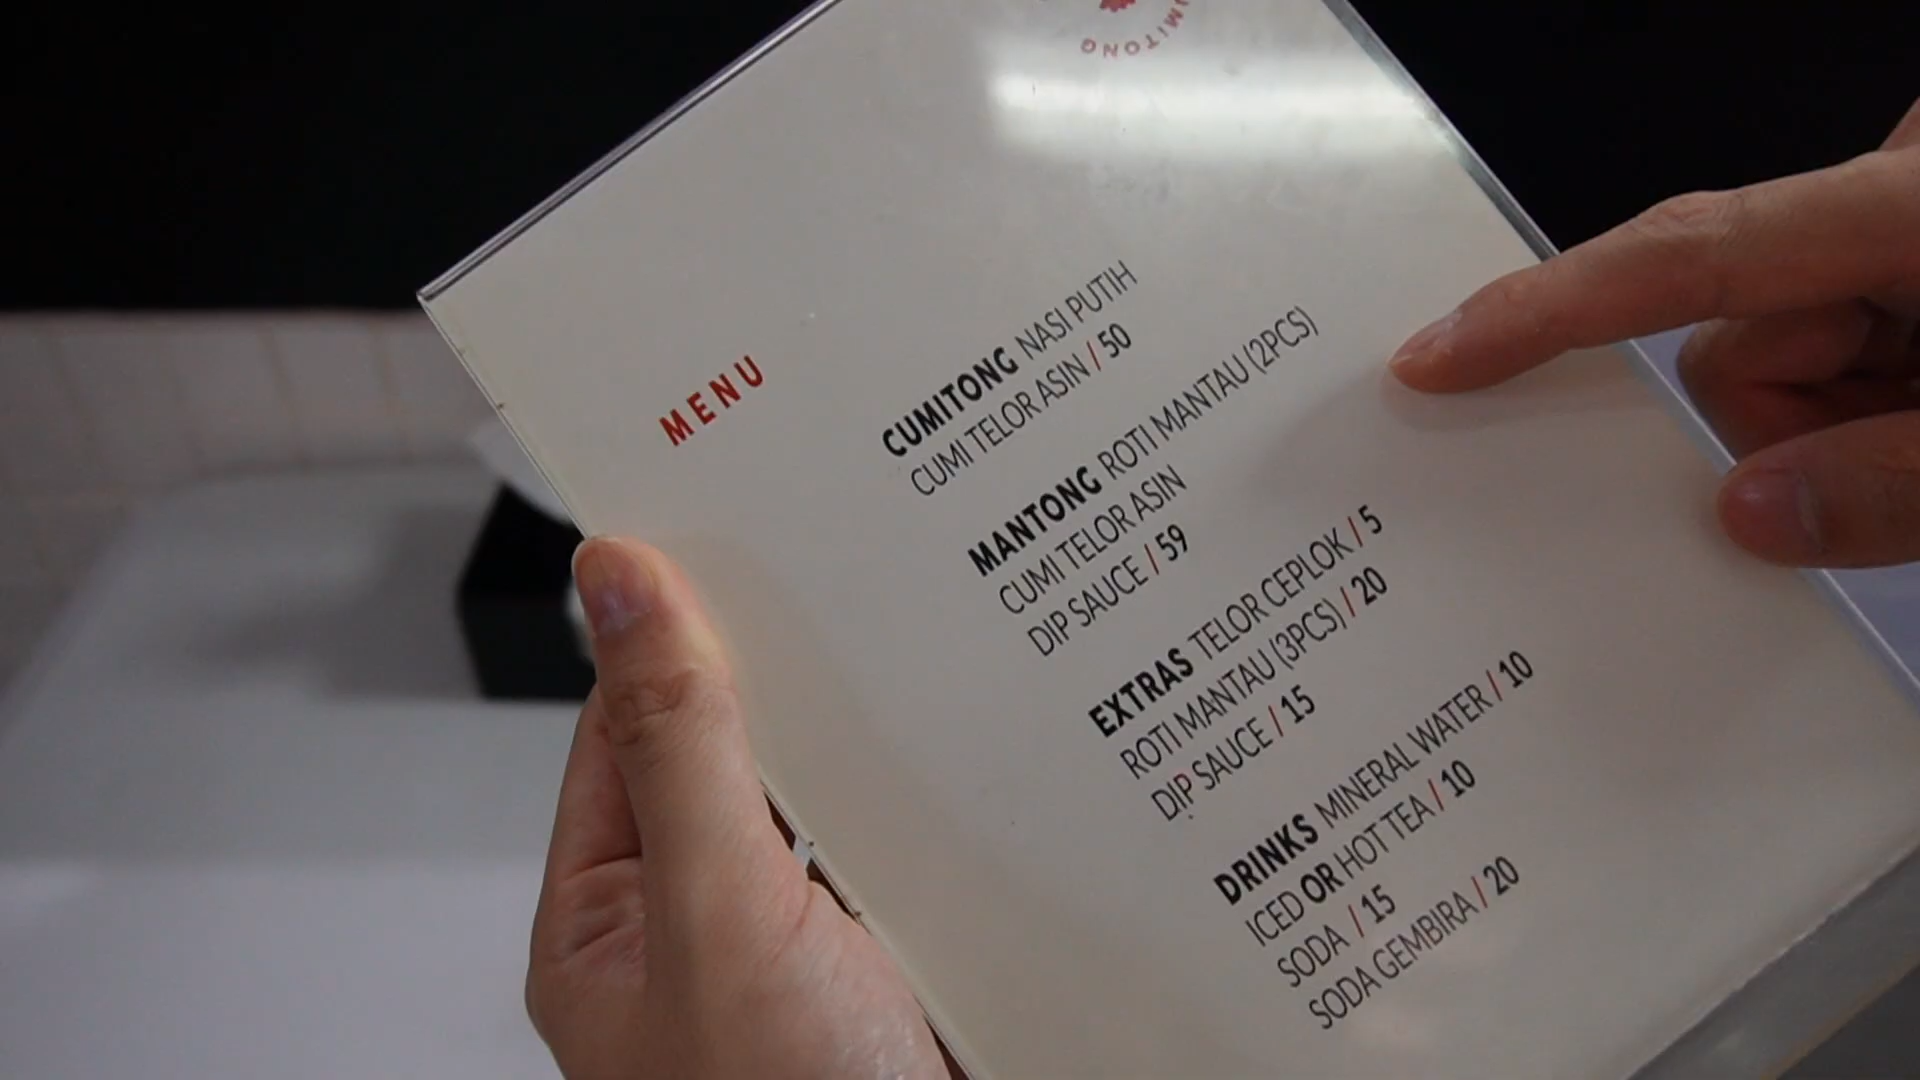 UMITONG
MENU
CUMITONG NASI PUTIH
CUMI TELOR ASIN / 50
MANTONG ROTI MANTAU (2PCS)
CUMI TELOR ASIN
DIP SAUCE / 59
EXTRAS TELOR CEPLOK / 5
ROTI MANTAU (3PCS) / 20
DIP SAUCE / 15
DRINKS MINERAL WATER / 10
ICED OR HOT TEA / 10
SODA / 15
SODA GEMBIRA / 20